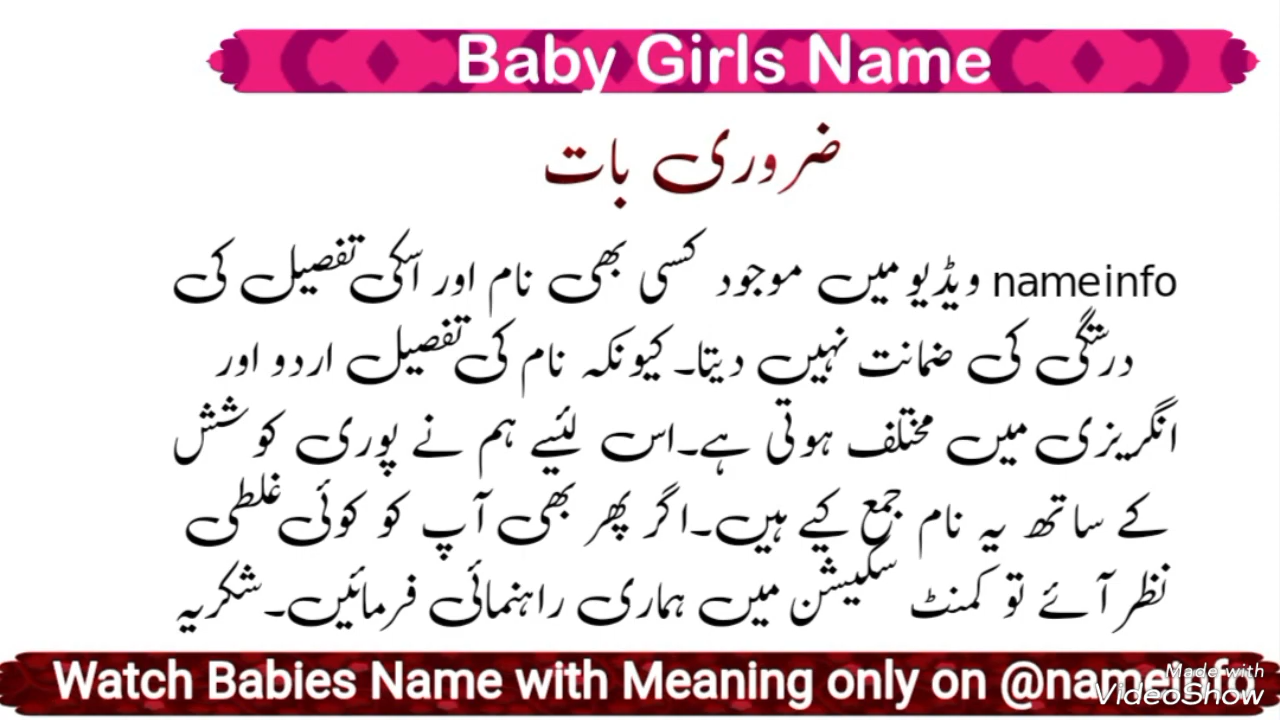 Baby Girls Name
ضروری بات
nameinfo ویڈیو میں موجود کسی بھی نام اور اسکی تفصیل کی
درستگی کی ضمانت نہیں دیتا۔ کیونکہ نام کی تفصیل اردو اور
انگریزی میں مختلف ہوتی ہے۔اس لئیے ہم نے پوری کوشش
کے ساتھ یہ نام جمع کیے ہیں۔اگر پھر بھی آپ کو کوئی غلطی
نظر آئے تو کمنٹ سکیشن میں ہماری راہنمائی فرمائیں۔شکریہ
Watch Babies Name with Meaning only on @nameinfo
Made with
VideoShow